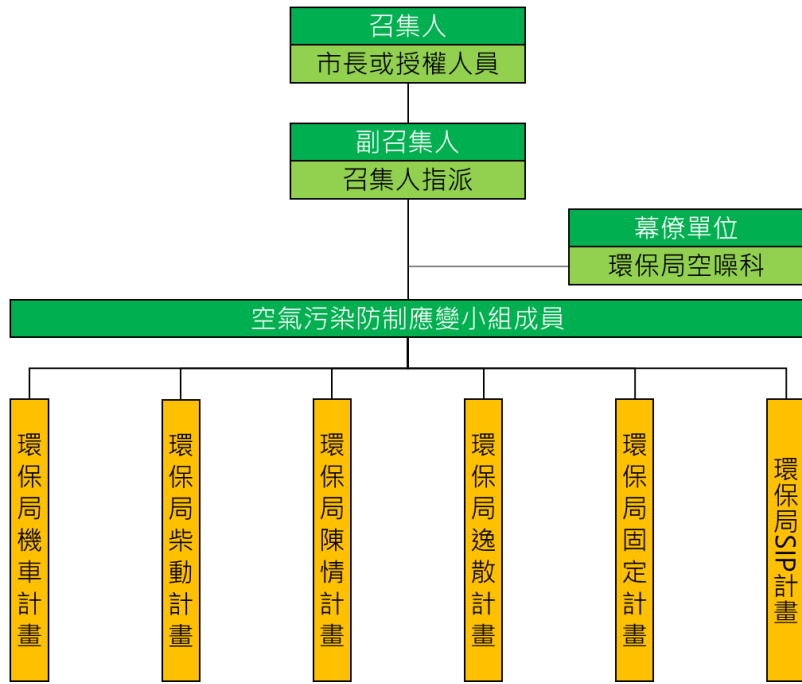 召集人
市長或授權人員
副召集人
召集人指派
幕僚單位
環保局空噪科
空氣污染防制應變小組成員
環保局機車計畫
環保局柴動計畫
環保局陳情計畫
環保局逸散計畫
環保局固定計畫
環保局SIP計畫